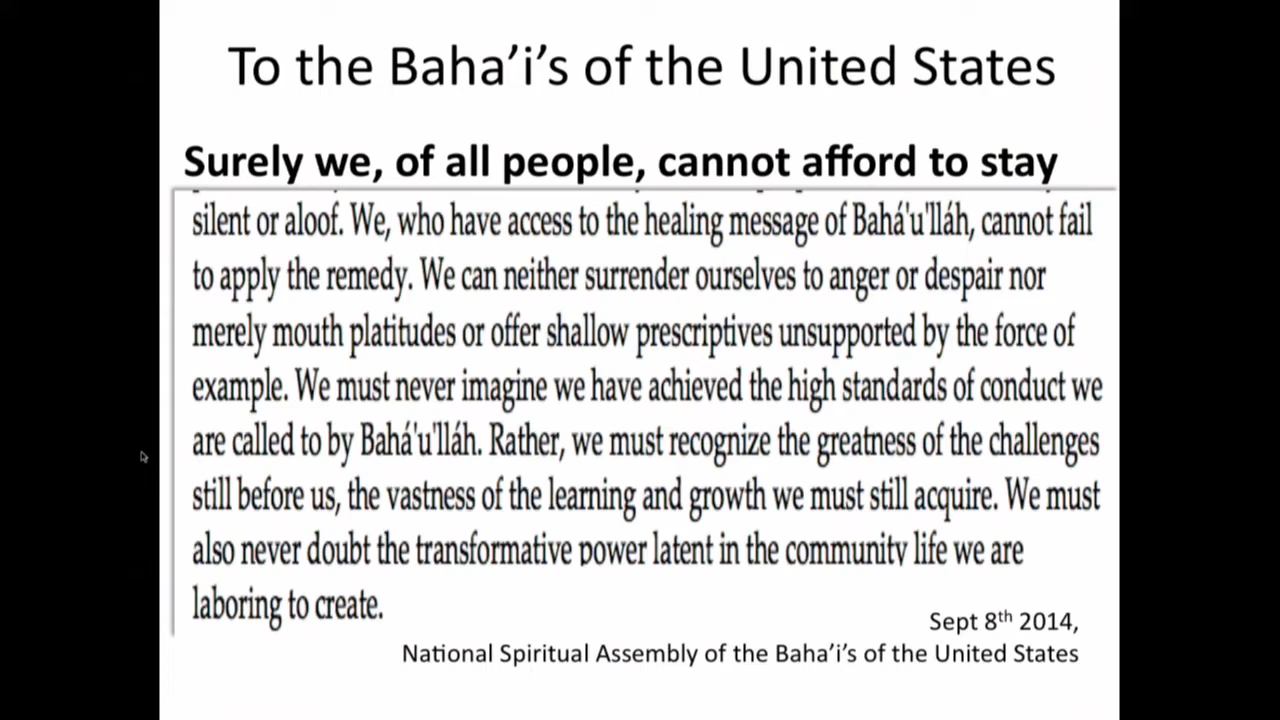 To the Baha’i’s of the United States
Surely we, of all people, cannot afford to stay
silent or aloof. We, who have access to the healing message of Bahá'u'lláh, cannot fail
to apply the remedy. We can neither surrender ourselves to anger or despair nor
merely mouth platitudes or offer shallow prescriptives unsupported by the force of
example. We must never imagine we have achieved the high standards of conduct we
are called to by Bahá'u'lláh. Rather, we must recognize the greatness of the challenges
still before us, the vastness of the learning and growth we must still acquire. We must
also never doubt the transformative power latent in the community life we are
laboring to create.
Sept 8th 2014,
National Spiritual Assembly of the Baha’i’s of the United States